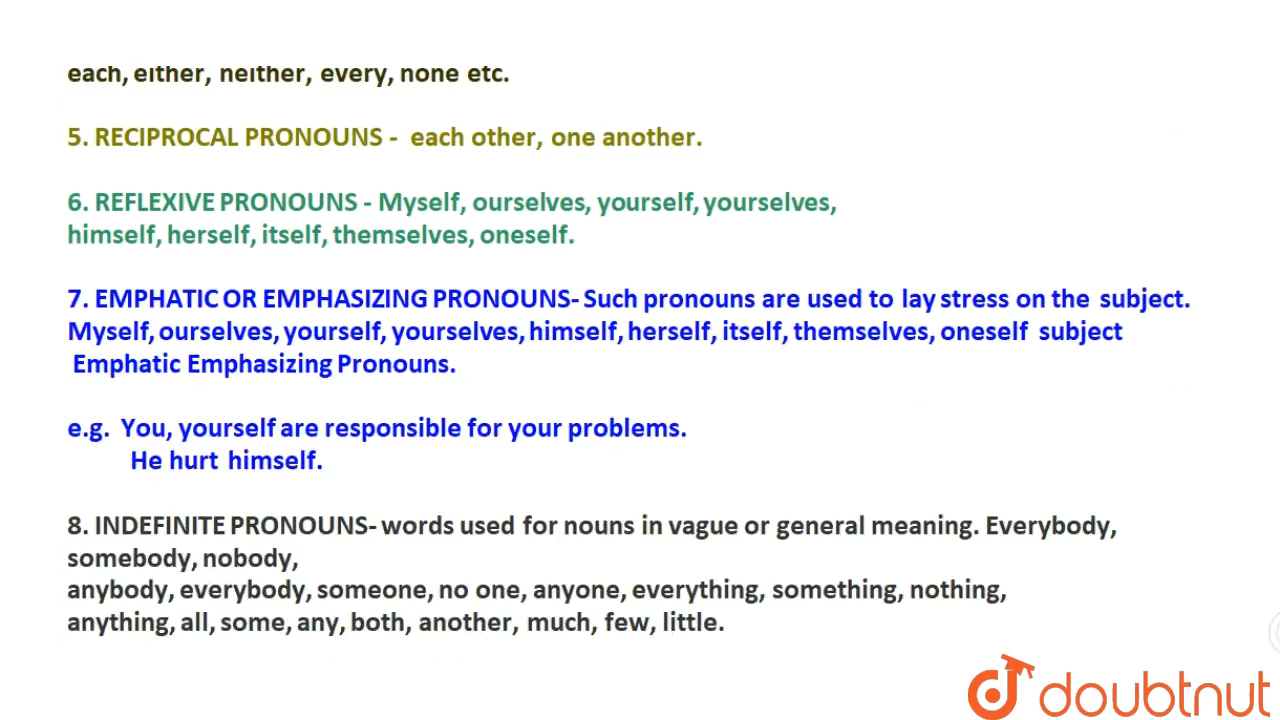 each, either, neither, every, none etc.
5. RECIPROCAL PRONOUNS - each other, one another.
6. REFLEXIVE PRONOUNS - Myself, ourselves, yourself, yourselves,
himself, herself, itself, themselves, oneself.
7. EMPHATIC OR EMPHASIZING PRONOUNS- Such pronouns are used to lay stress on the subject.
Myself, ourselves, yourself, yourselves, himself, herself, itself, themselves, oneself subject
Emphatic Emphasizing Pronouns.
e.g. You, yourself are responsible for your problems.
He hurt himself.
8. INDEFINITE PRONOUNS- words used for nouns in vague or general meaning. Everybody,
somebody, nobody,
anybody, everybody, someone, no one, anyone, everything, something, nothing,
anything, all, some, any, both, another, much, few, little.
doubtnut